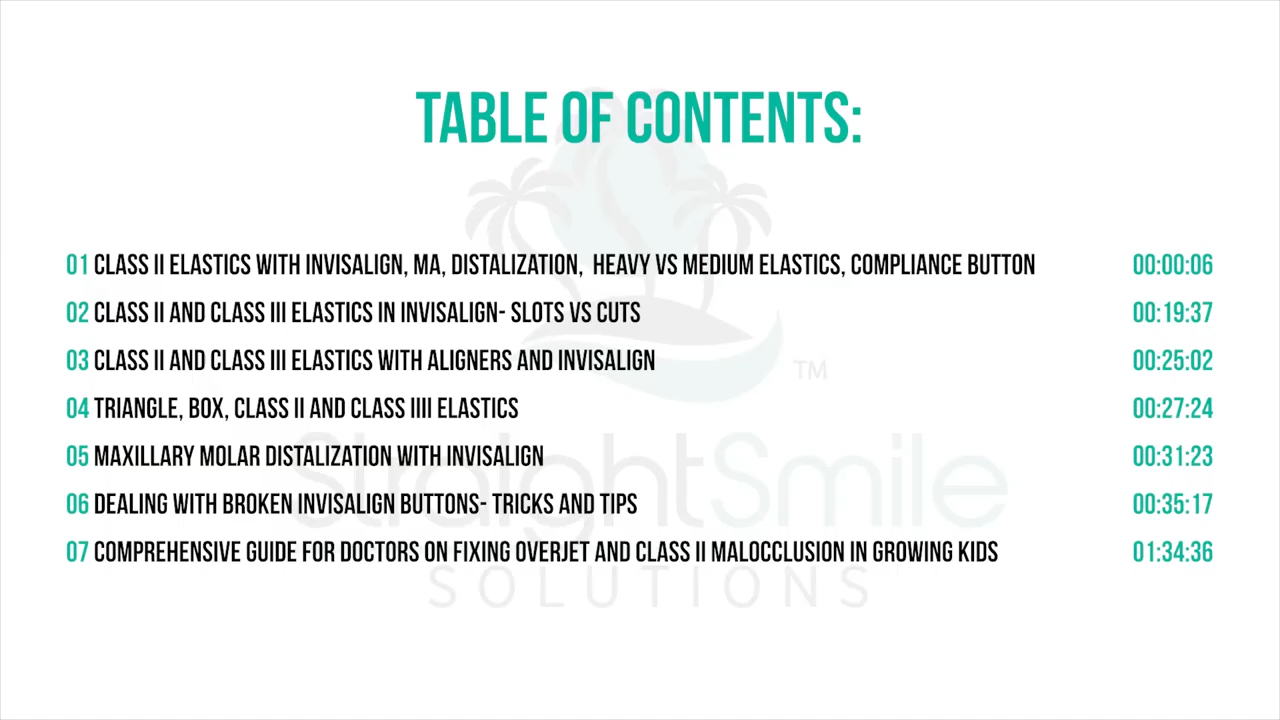 TABLE OF CONTENTS:
01 CLASS II ELASTICS WITH INVISALIGN, MA, DISTALIZATION, HEAVY VS MEDIUM ELASTICS, COMPLIANCE BUTTON 00:00:06
02 CLASS II AND CLASS III ELASTICS IN INVISALIGN- SLOTS VS CUTS 00:19:37
03 CLASS II AND CLASS III ELASTICS WITH ALIGNERS AND INVISALIGN 00:25:02
TM
04 TRIANGLE, BOX, CLASS II AND CLASS IIII ELASTICS 00:27:24
05 MAXILLARY MOLAR DISTALIZATION WITH INVISALIGN 00:31:23
StraightSmile
06 DEALING WITH BROKEN INVISALIGN BUTTONS- TRICKS AND TIPS 00:35:17
07 COMPREHENSIVE GUIDE FOR DOCTORS ON FIXING OVERJET AND CLASS II MALOCCLUSION IN GROWING KIDS 01:34:36
SOLUTIONS